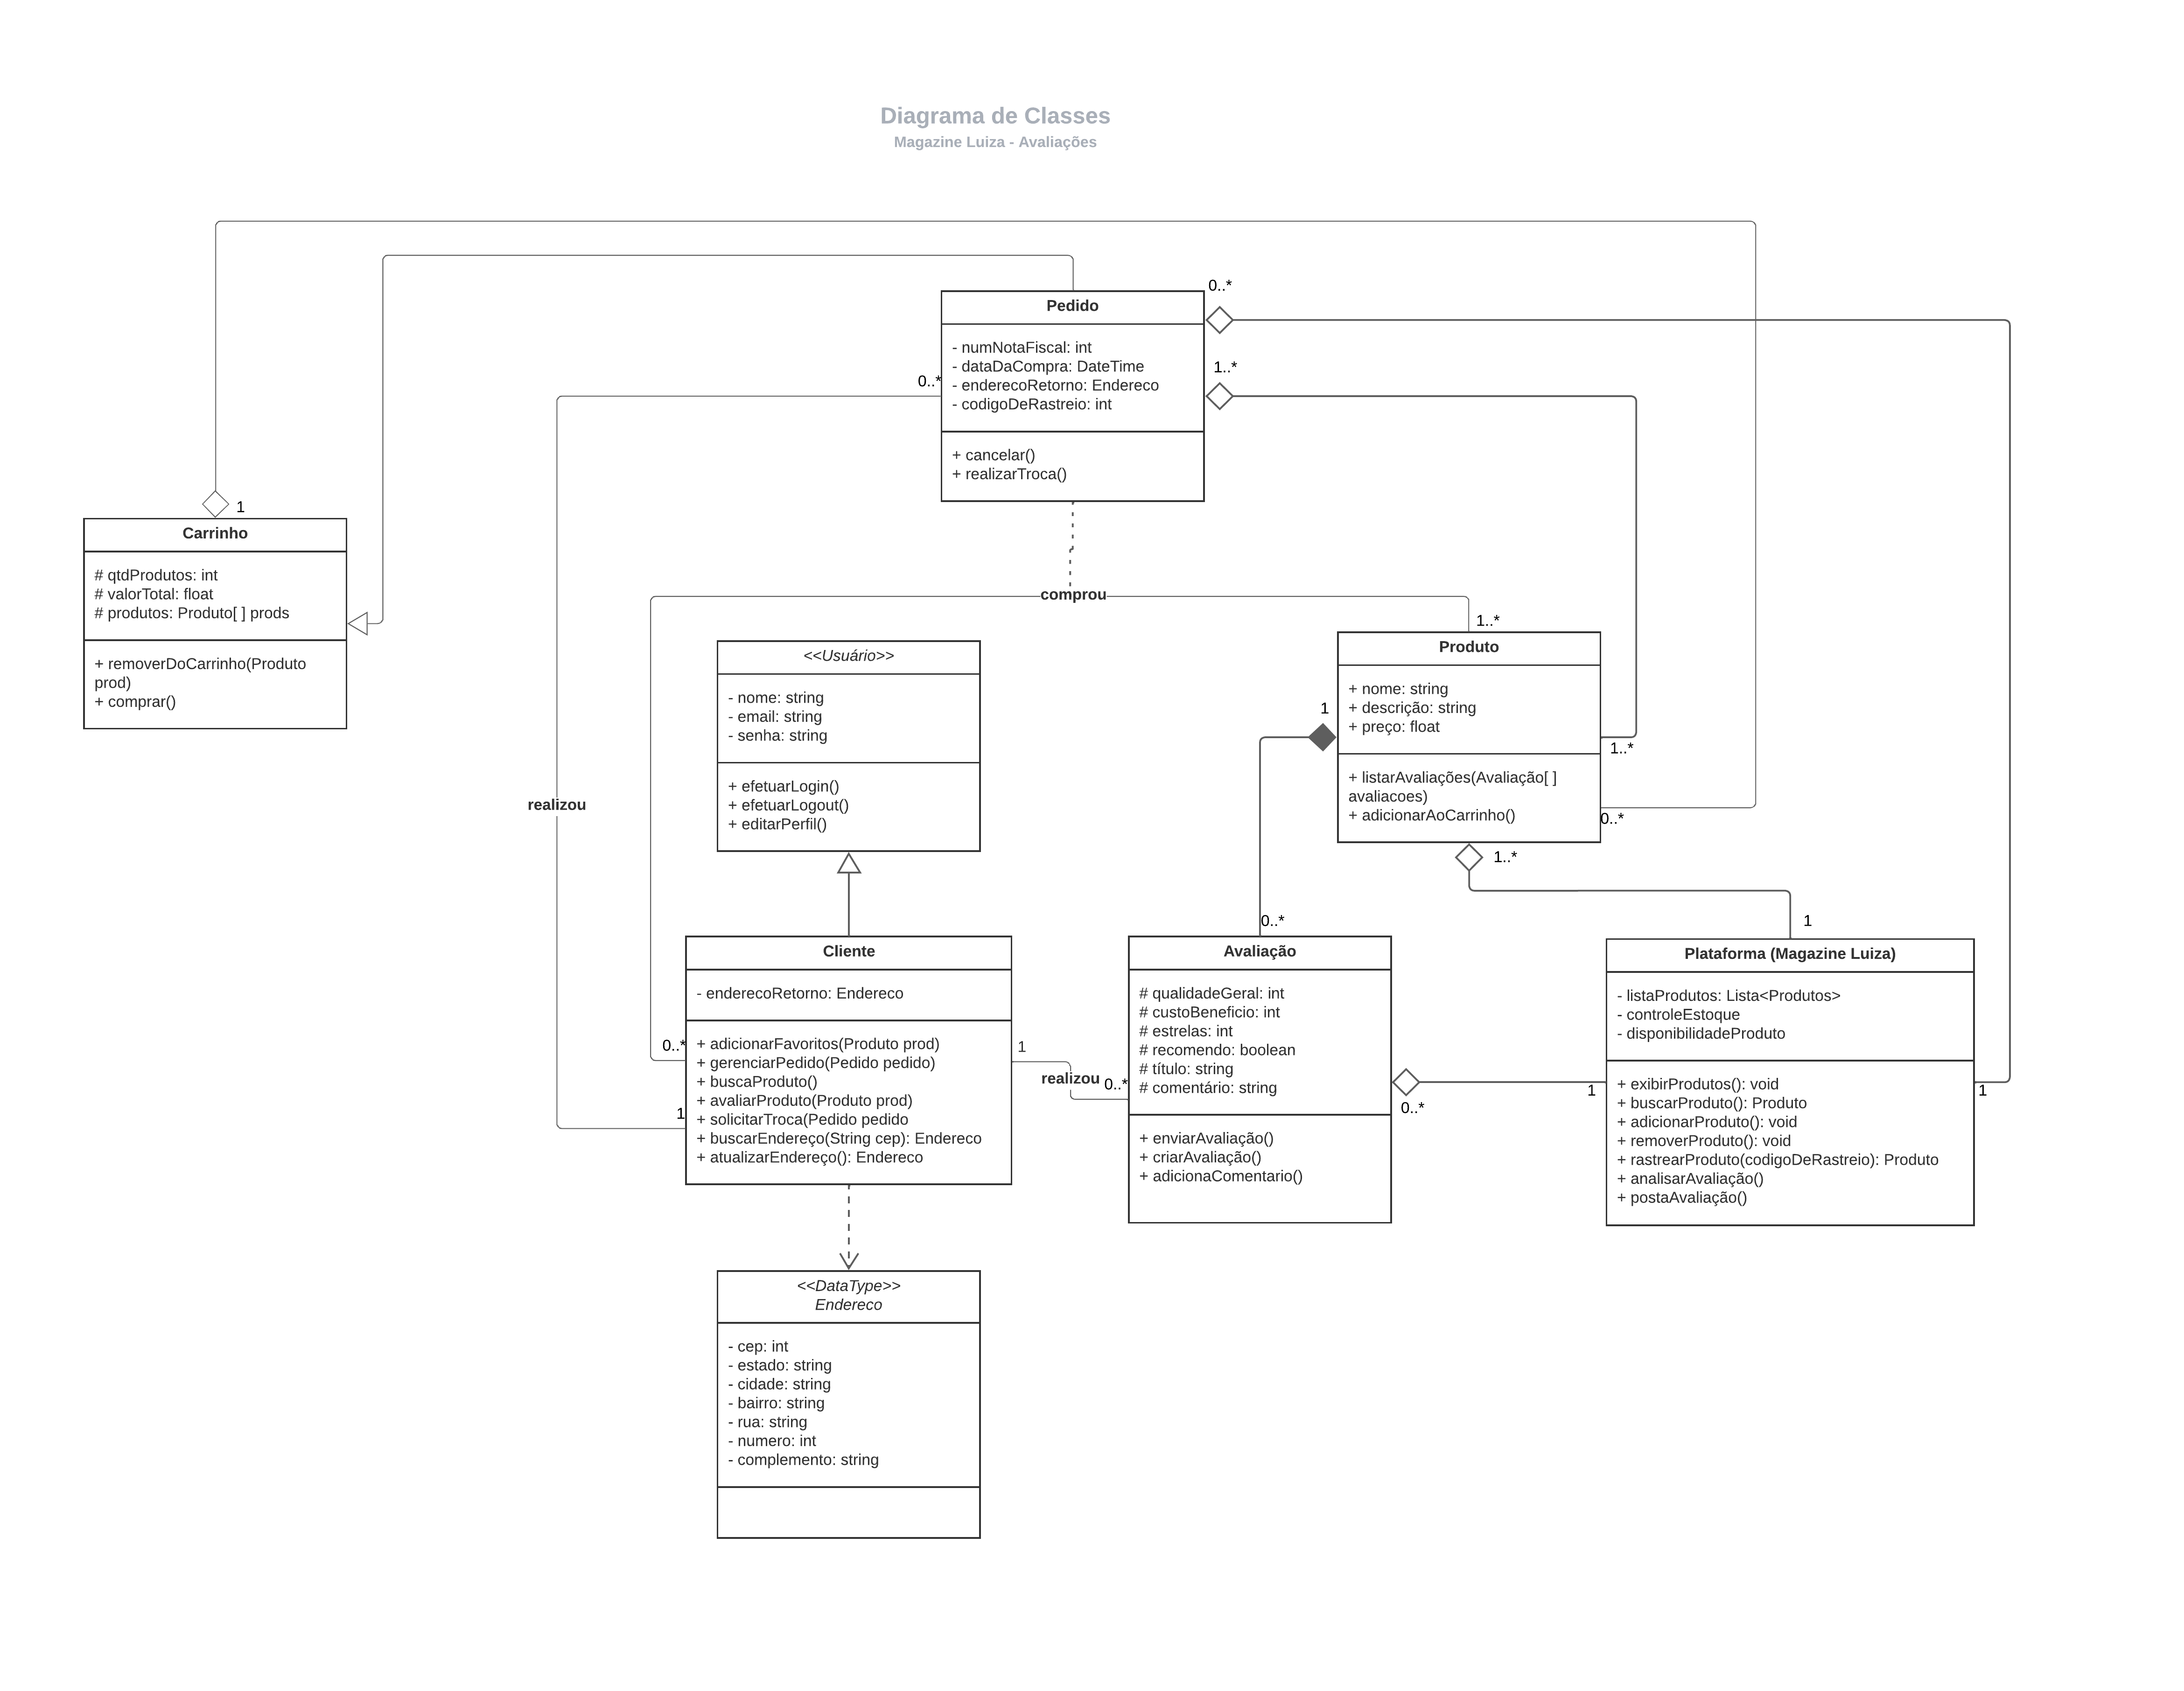 Diagrama de Classes
Magazine Luiza - Avaliações
0..*
Pedido
- numNotaFiscal: int
- dataDaCompra: DateTime
- enderecoRetorno: Endereco
- codigoDeRastreio: int
+ cancelar()
+ realizarTroca()
1..*
0..*
1
Carrinho
# qtdProdutos: int
# valorTotal: float
# produtos: Produto[ ] prods
+ removerDoCarrinho(Produto
prod)
+ comprar()
comprou
1..*
<<Usuário>>
- nome: string
- email: string
- senha: string
+ efetuarLogin()
+ efetuarLogout()
+ editarPerfil()
Produto
+ nome: string
+ descrição: string
+ preço: float
+ listarAvaliações(Avaliação[ ]
avaliacoes)
+ adicionarAoCarrinho()
1
1..*
0..*
1..*
realizou
0..*
1
Cliente
- enderecoRetorno: Endereco
+ adicionarFavoritos(Produto prod)
+ gerenciarPedido(Pedido pedido)
+ buscaProduto()
+ avaliarProduto(Produto prod)
+ solicitarTroca(Pedido pedido
+ buscarEndereço(String cep): Endereco
+ atualizarEndereço(): Endereco
0..*
1
1
realizou
0..*
Avaliação
# qualidadeGeral: int
# custoBeneficio: int
# estrelas: int
# recomendo: boolean
# título: string
# comentário: string
+ enviarAvaliação()
+ criarAvaliação()
+ adicionaComentario()
0..*
1
Plataforma (Magazine Luiza)
- listaProdutos: Lista<Produtos>
- controleEstoque
- disponibilidadeProduto
+ exibirProdutos(): void
+ buscarProduto(): Produto
+ adicionarProduto(): void
+ removerProduto(): void
+ rastrearProduto(codigoDeRastreio): Produto
+ analisarAvaliação()
+ postaAvaliação()
1
<<DataType>>
Endereco
- cep: int
- estado: string
- cidade: string
- bairro: string
- rua: string
- numero: int
- complemento: string